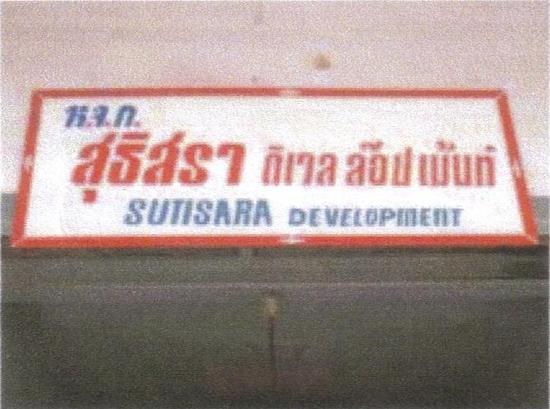 ห.จ.ก.
สุธิสรา ดิเวล ล๊อปเม้นท์
SUTISARA DEVELOPMENT